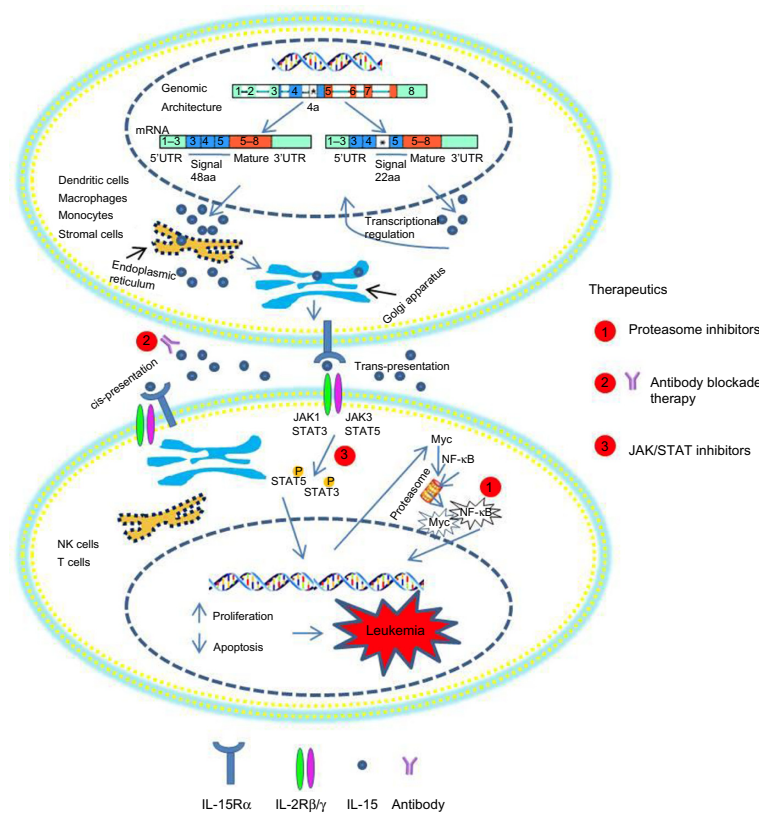 Genomic
Architecture
1–2 3 4 * 5 6 7 8
4a
mRNA
1–3 3 4 5 5–8
1–3 3 4 * 5 5–8
5'UTR Signal 48aa Mature 3'UTR
5'UTR Signal 22aa Mature 3'UTR
Dendritic cells
Macrophages
Monocytes
Stromal cells
Transcriptional
regulation
Endoplasmic
reticulum
Golgi apparatus
Therapeutics
1 Proteasome inhibitors
2 Antibody blockade
therapy
3 JAK/STAT inhibitors
2
cis-presentation
Trans-presentation
JAK1 JAK3
STAT3 STAT5
3
P
STAT5
P
STAT3
Myc
NF-κB
Proteasome
1
Myc
NF-κB
NK cells
T cells
Proliferation
Apoptosis
Leukemia
IL-15Rα IL-2Rβ/γ IL-15 Antibody